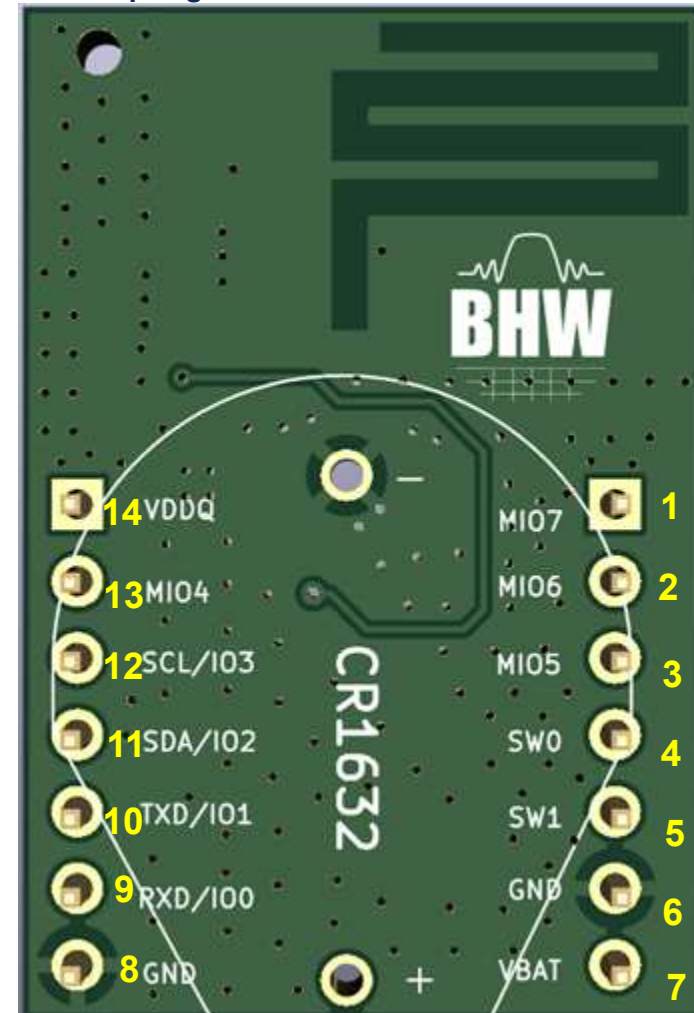 BHW
14 VDDQ MIO7 1
13 MIO4 MIO6 2
12 SCL/IO3 MIO5 3
11 SDA/IO2 SW0 4
10 TXD/IO1 SW1 5
9 RXD/IO0 GND 6
8 GND VBAT 7
CR1632
-
+